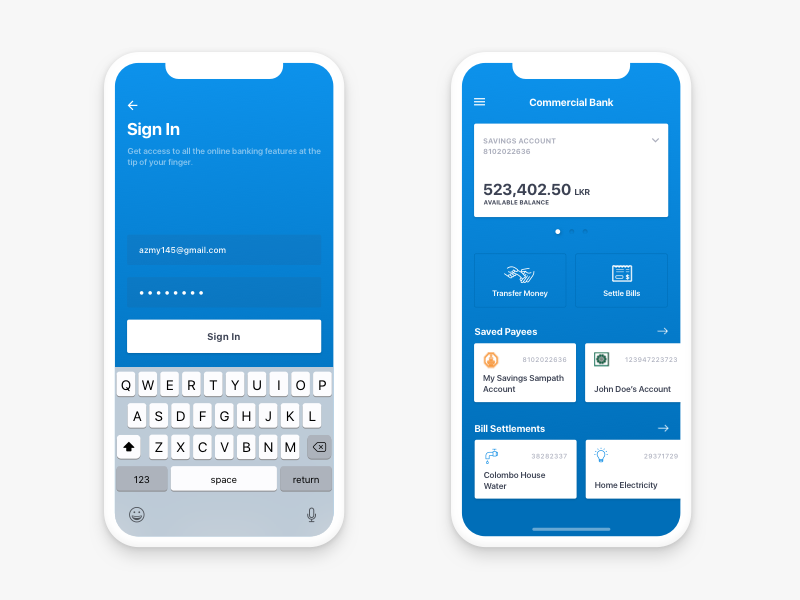 Sign In
Get access to all the online banking features at the
tip of your finger.
azmy145@gmail.com
Sign In
Q W E R T Y U I O P
A S D F G H J K L
Z X C V B N M
123 space return
Commercial Bank
SAVINGS ACCOUNT
8102022636
523,402.50 LKR
AVAILABLE BALANCE
Transfer Money
Settle Bills
Saved Payees
8102022636
My Savings Sampath
Account
123947223723
John Doe's Account
Bill Settlements
38282337
Colombo House
Water
29371729
Home Electricity